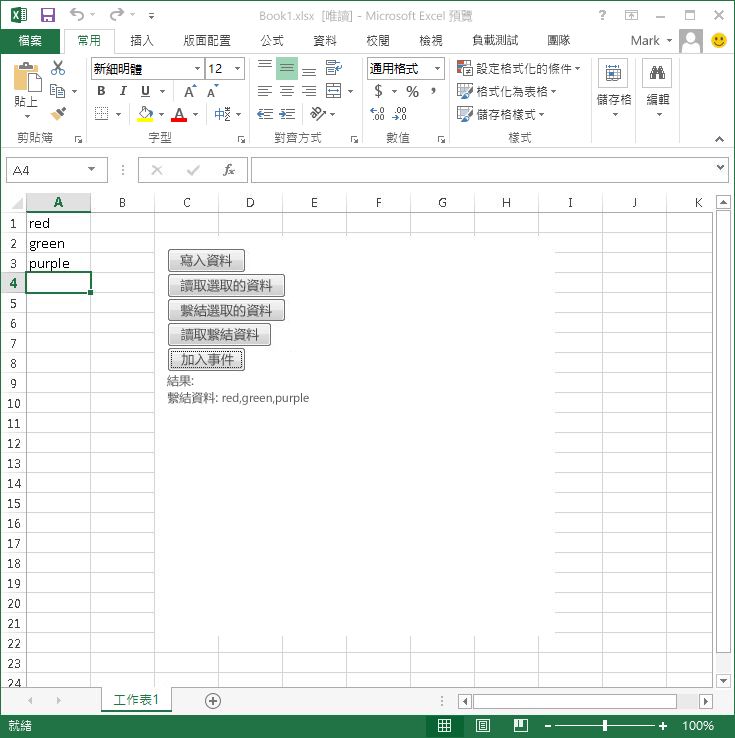 Book1.xlsx [唯讀] - Microsoft Excel 預覽
檔案 常用 插入 版面配置 公式 資料 校閱 檢視 負載測試 團隊 Mark
貼上
新細明體 12
B I U A A
A 中ˇ
通用格式
$ % ,
.00 .00
設定格式化的條件
格式化為表格
儲存格樣式
儲存格
編輯
剪貼簿 字型 對齊方式 數值 樣式
A4 fx
A B C D E F G H I J K
1 red
2 green
3 purple
4
5
6
7
8
9
10
11
12
13
14
15
16
17
18
19
20
21
22
23
24
寫入資料
讀取選取的資料
繫結選取的資料
讀取繫結資料
加入事件
結果:
繫結資料: red,green,purple
工作表1
就緒 100%